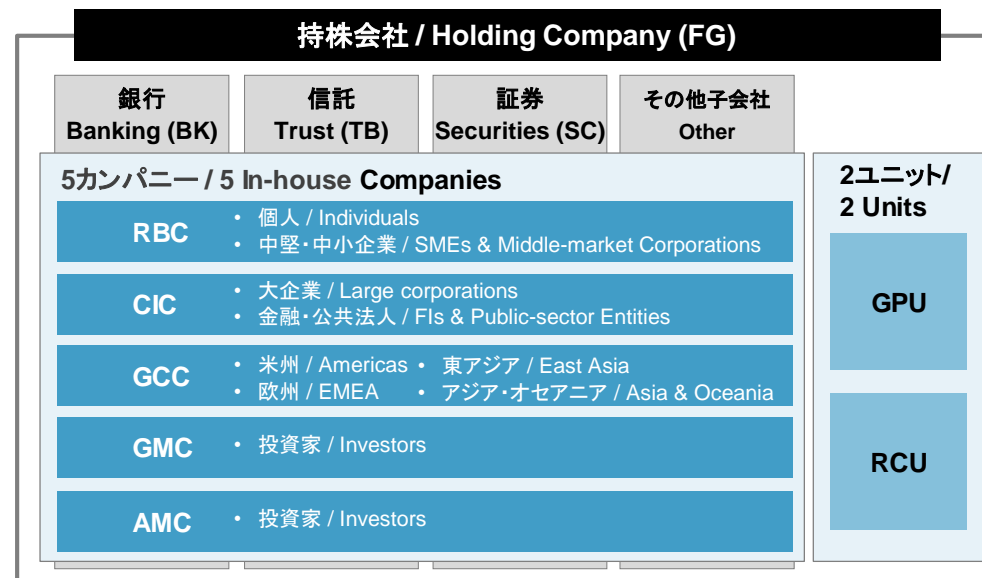 持株会社 / Holding Company (FG)
銀行
Banking (BK)
信託
Trust (TB)
証券
Securities (SC)
その他子会社
Other
5カンパニー / 5 In-house Companies
RBC
• 個人 / Individuals
• 中堅・中小企業 / SMEs & Middle-market Corporations
CIC
• 大企業 / Large corporations
• 金融・公共法人 / FIs & Public-sector Entities
GCC
• 米州 / Americas • 東アジア / East Asia
• 欧州 / EMEA • アジア・オセアニア / Asia & Oceania
GMC
• 投資家 / Investors
AMC
• 投資家 / Investors
2ユニット/
2 Units
GPU
RCU